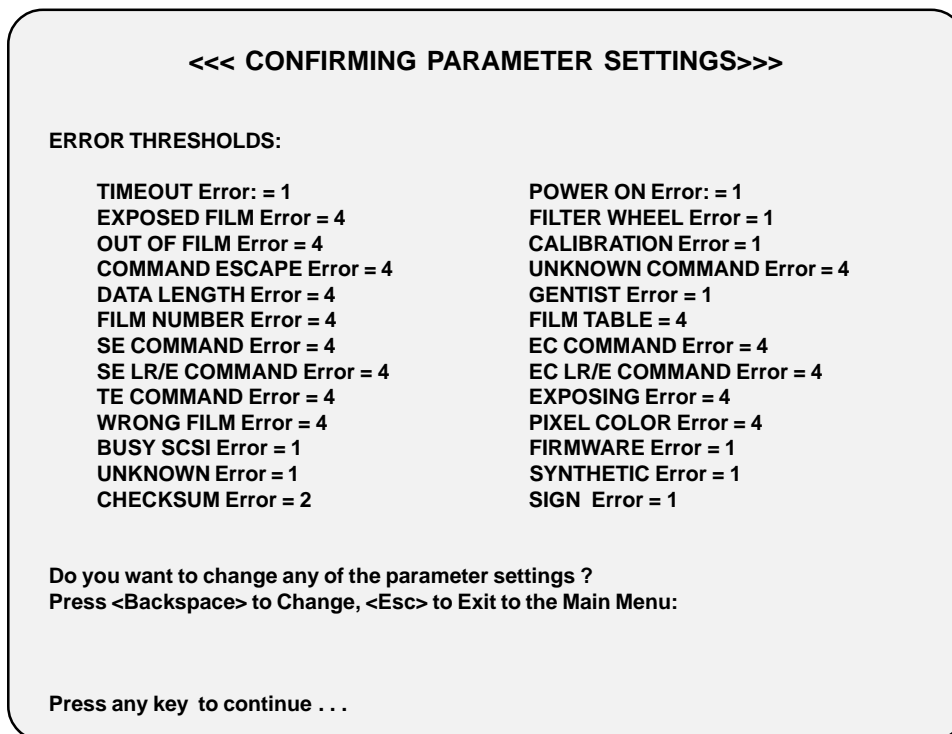 <<< CONFIRMING PARAMETER SETTINGS>>>
ERROR THRESHOLDS:
TIMEOUT Error: = 1
EXPOSED FILM Error = 4
OUT OF FILM Error = 4
COMMAND ESCAPE Error = 4
DATA LENGTH Error = 4
FILM NUMBER Error = 4
SE COMMAND Error = 4
SE LR/E COMMAND Error = 4
TE COMMAND Error = 4
WRONG FILM Error = 4
BUSY SCSI Error = 1
UNKNOWN Error = 1
CHECKSUM Error = 2
POWER ON Error: = 1
FILTER WHEEL Error = 1
CALIBRATION Error = 1
UNKNOWN COMMAND Error = 4
GENTIST Error = 1
FILM TABLE = 4
EC COMMAND Error = 4
EC LR/E COMMAND Error = 4
EXPOSING Error = 4
PIXEL COLOR Error = 4
FIRMWARE Error = 1
SYNTHETIC Error = 1
SIGN Error = 1
Do you want to change any of the parameter settings ?
Press <Backspace> to Change, <Esc> to Exit to the Main Menu:
Press any key to continue . . .